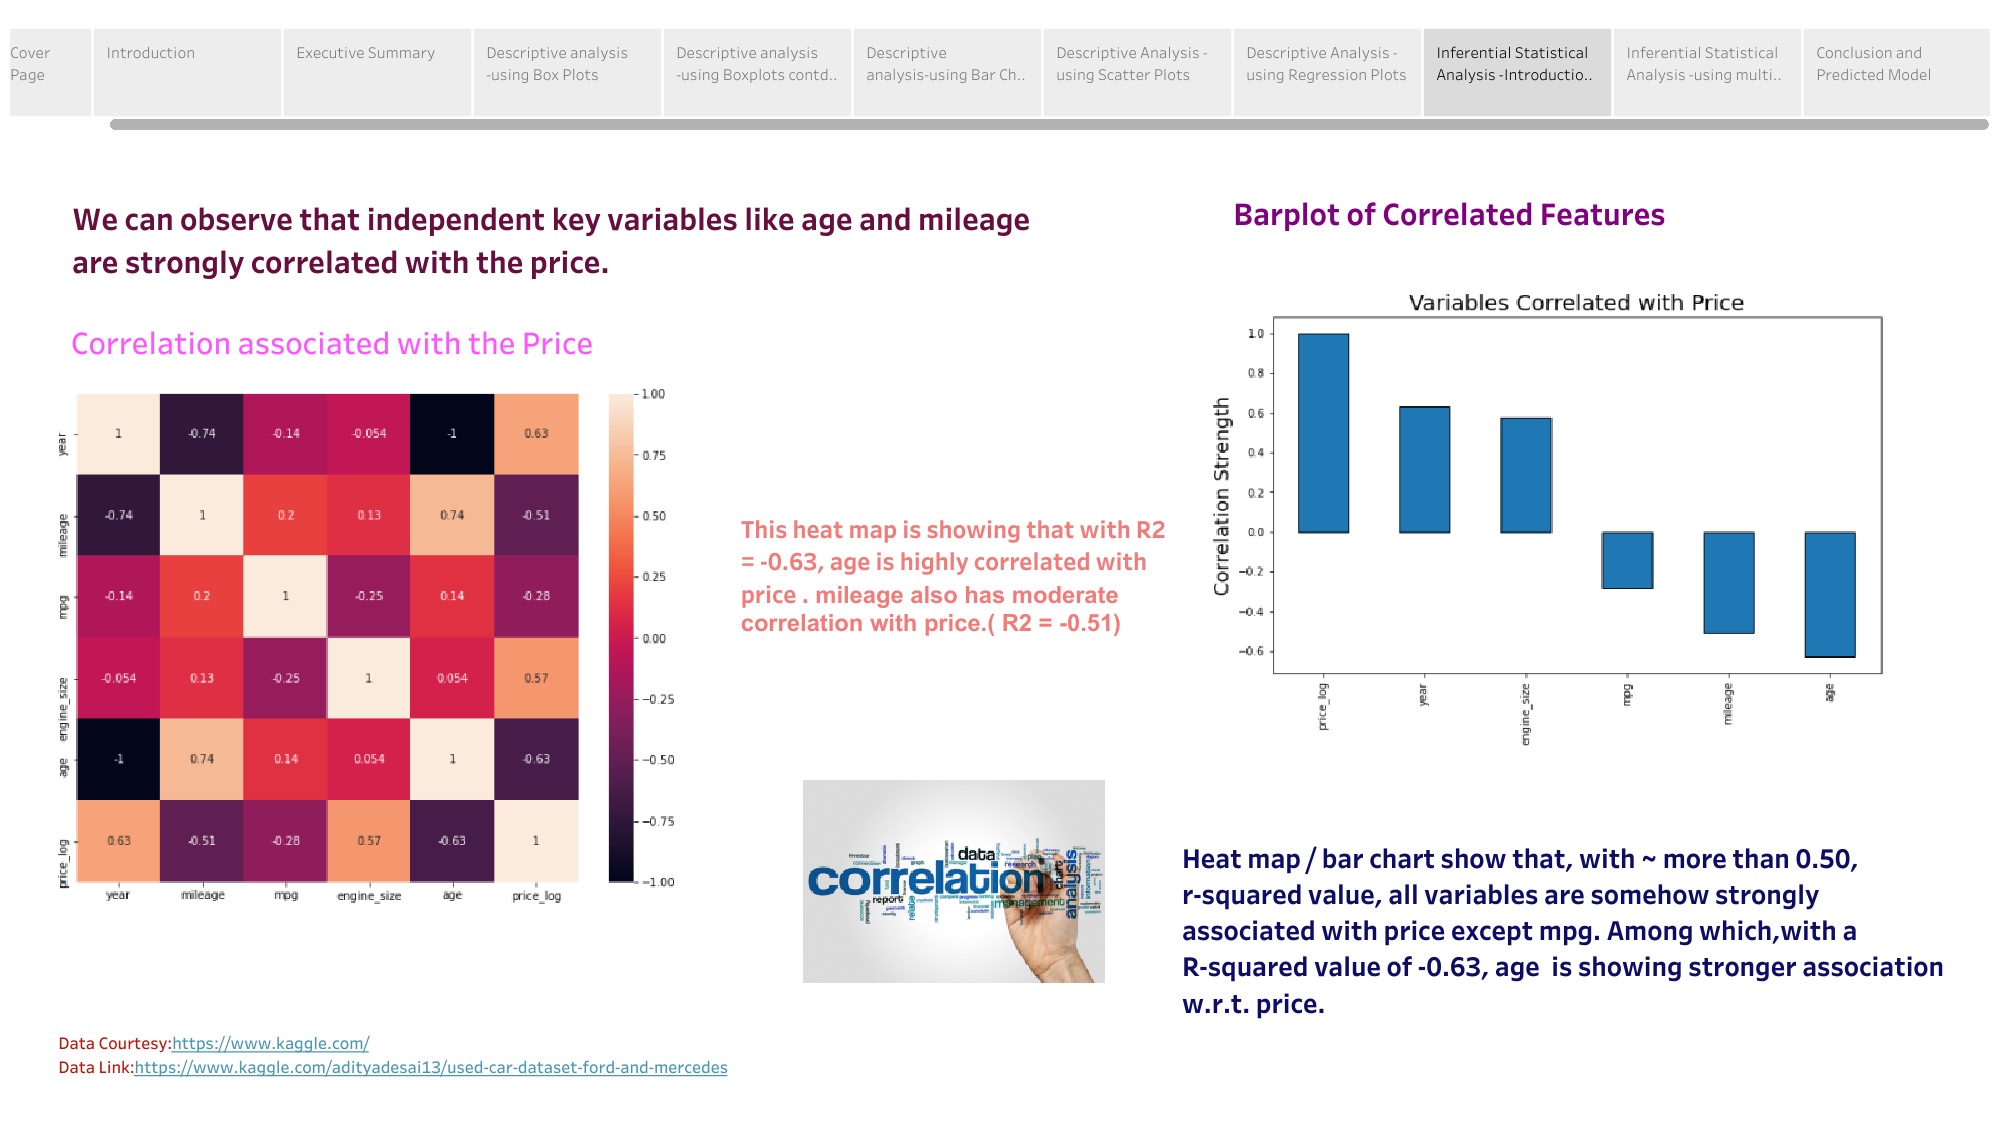 Cover
Page
Introduction
Executive Summary
Descriptive analysis
-using Box Plots
Descriptive analysis
-using Boxplots contd..
Descriptive
analysis-using Bar Ch..
Descriptive Analysis -
using Scatter Plots
Descriptive Analysis -
using Regression Plots
Inferential Statistical
Analysis -Introductio..
Inferential Statistical
Analysis -using multi..
Conclusion and
Predicted Model
We can observe that independent key variables like age and mileage
are strongly correlated with the price.
Correlation associated with the Price
year 1 -0.74 -0.14 -0.054 -1 0.63
mileage -0.74 1 0.2 0.13 0.74 -0.51
mpg -0.14 0.2 1 -0.25 0.14 -0.28
engine_size -0.054 0.13 -0.25 1 0.054 0.57
age -1 0.74 0.14 0.054 1 -0.63
price_log 0.63 -0.51 -0.28 0.57 -0.63 1
year mileage mpg engine_size age price_log
1.00
0.75
0.50
0.25
0.00
-0.25
-0.50
-0.75
-1.00
This heat map is showing that with R2
= -0.63, age is highly correlated with
price . mileage also has moderate
correlation with price.( R2 = -0.51)
data
research
correlation
chart
analysis
report
management
Barplot of Correlated Features
Variables Correlated with Price
Correlation Strength
1.0
0.8
0.6
0.4
0.2
0.0
-0.2
-0.4
-0.6
price_log year engine_size mpg mileage age
Heat map / bar chart show that, with ~ more than 0.50,
r-squared value, all variables are somehow strongly
associated with price except mpg. Among which,with a
R-squared value of -0.63, age  is showing stronger association
w.r.t. price.
Data Courtesy:https://www.kaggle.com/
Data Link:https://www.kaggle.com/adityadesai13/used-car-dataset-ford-and-mercedes